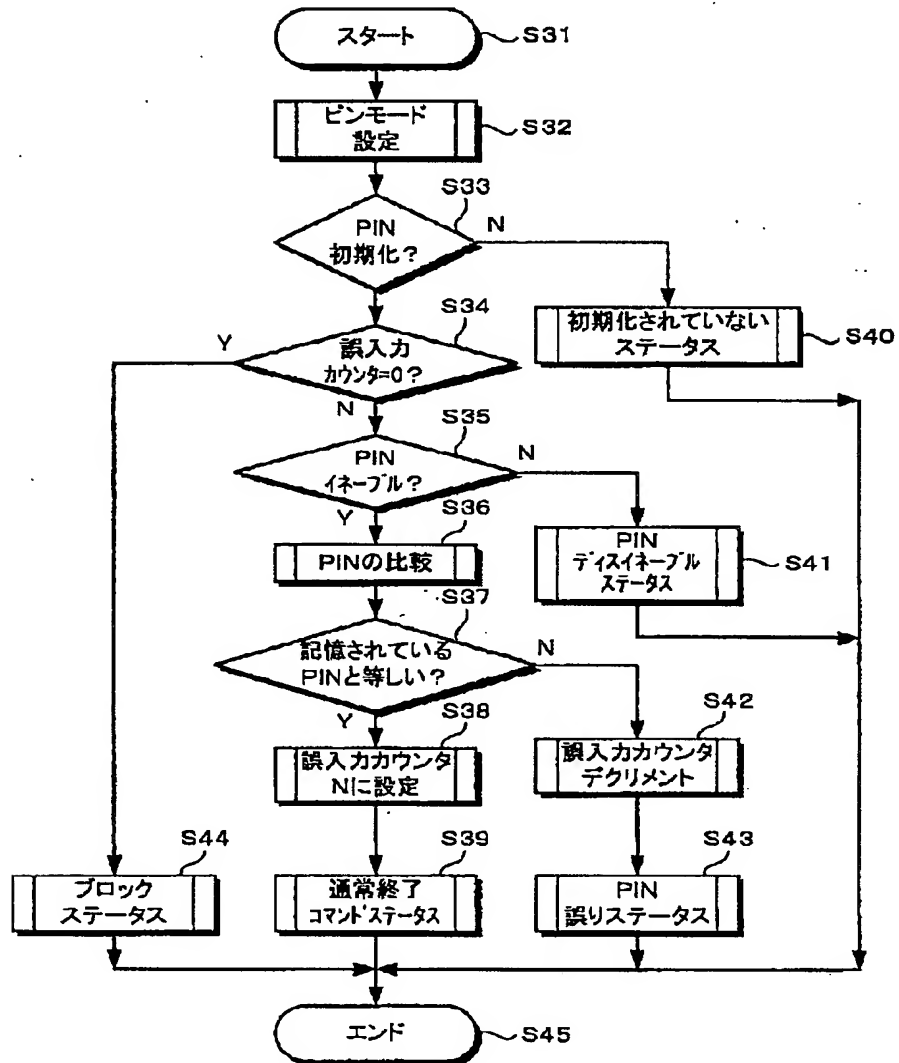 スタート
S31
ピンモード
設定
S32
S33
PIN
初期化?
N
S34
誤入力
カウンタ=0?
Y
N
初期化されていない
ステータス
S40
S35
PIN
イネーブル?
N
Y
S36
PINの比較
PIN
ディスイネーブル
ステータス
S41
S37
記憶されている
PINと等しい?
N
Y
S38
誤入力カウンタ
Nに設定
S42
誤入力カウンタ
デクリメント
S44
ブロック
ステータス
S39
通常終了
コマンドステータス
S43
PIN
誤りステータス
エンド
S45